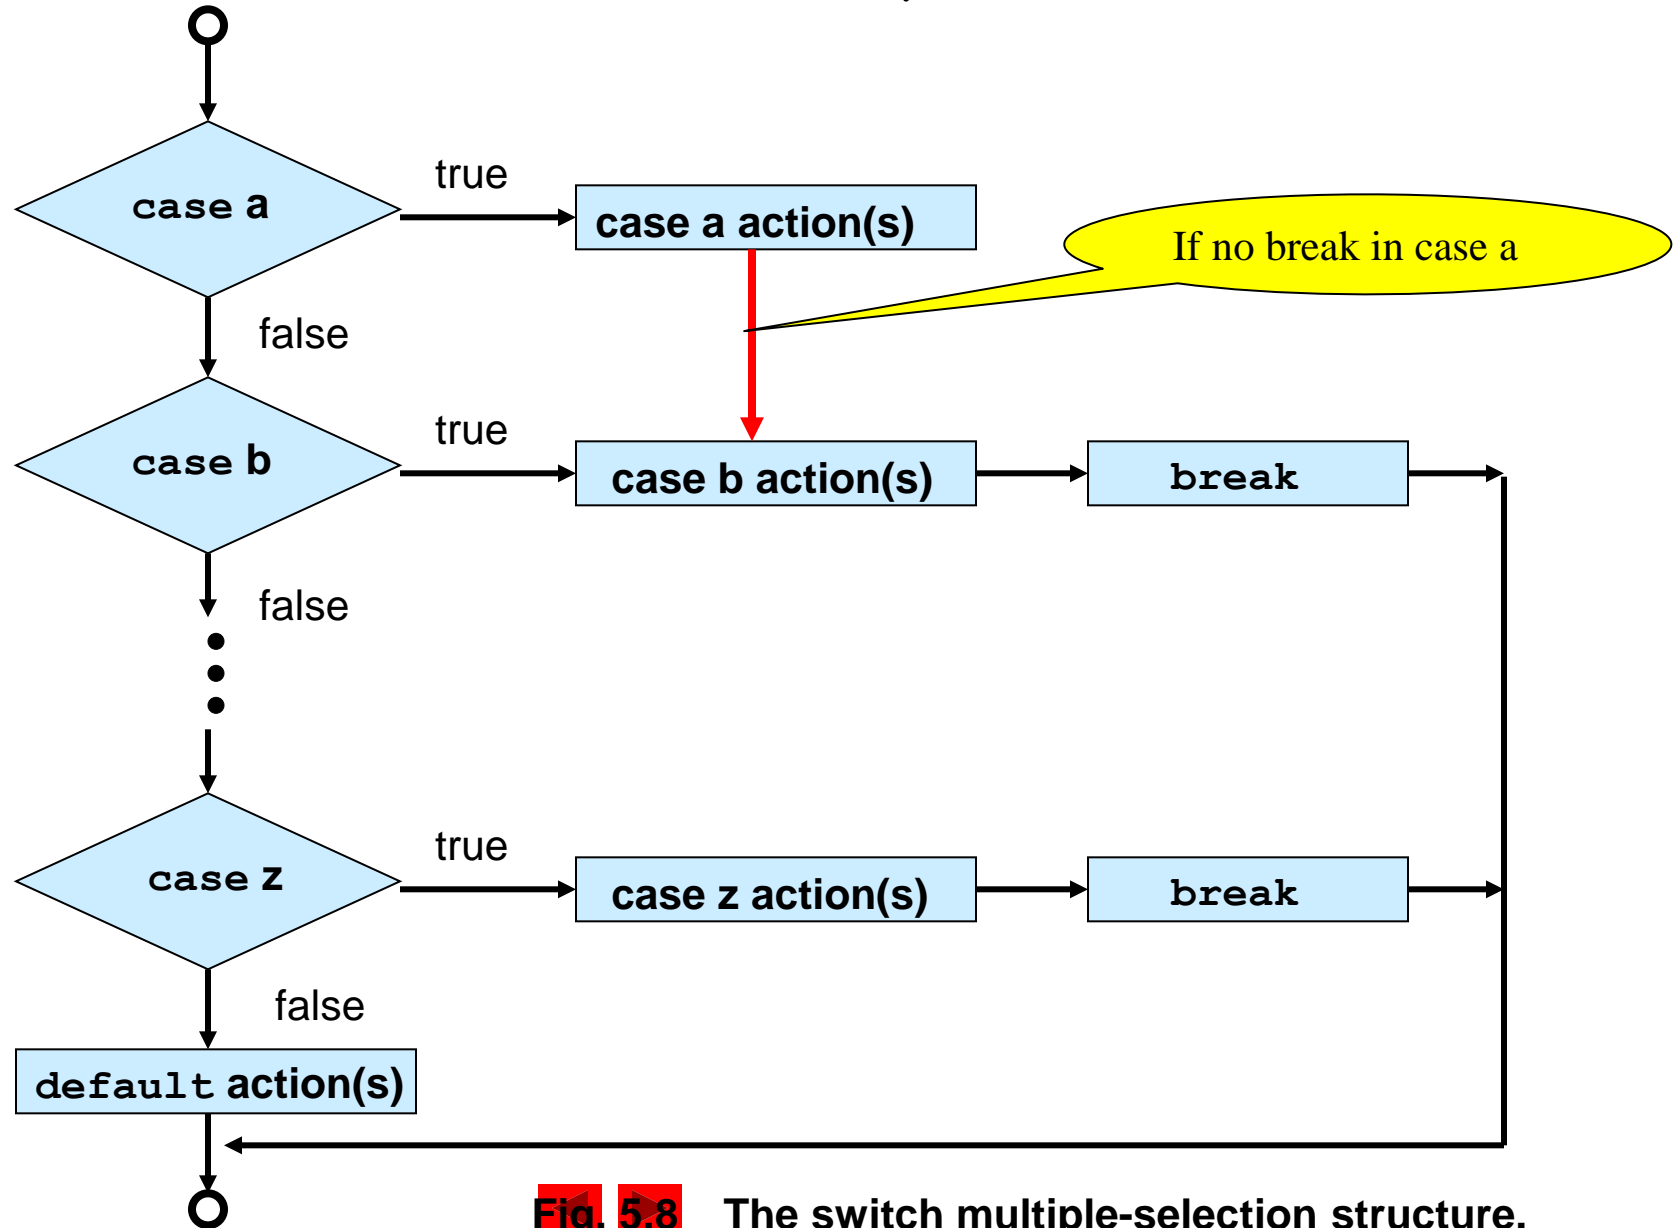 case a
true
case a action(s)
If no break in case a
false
case b
true
case b action(s)
break
false
case z
true
case z action(s)
break
false
default action(s)
Fig. 5.8 The switch multiple-selection structure.